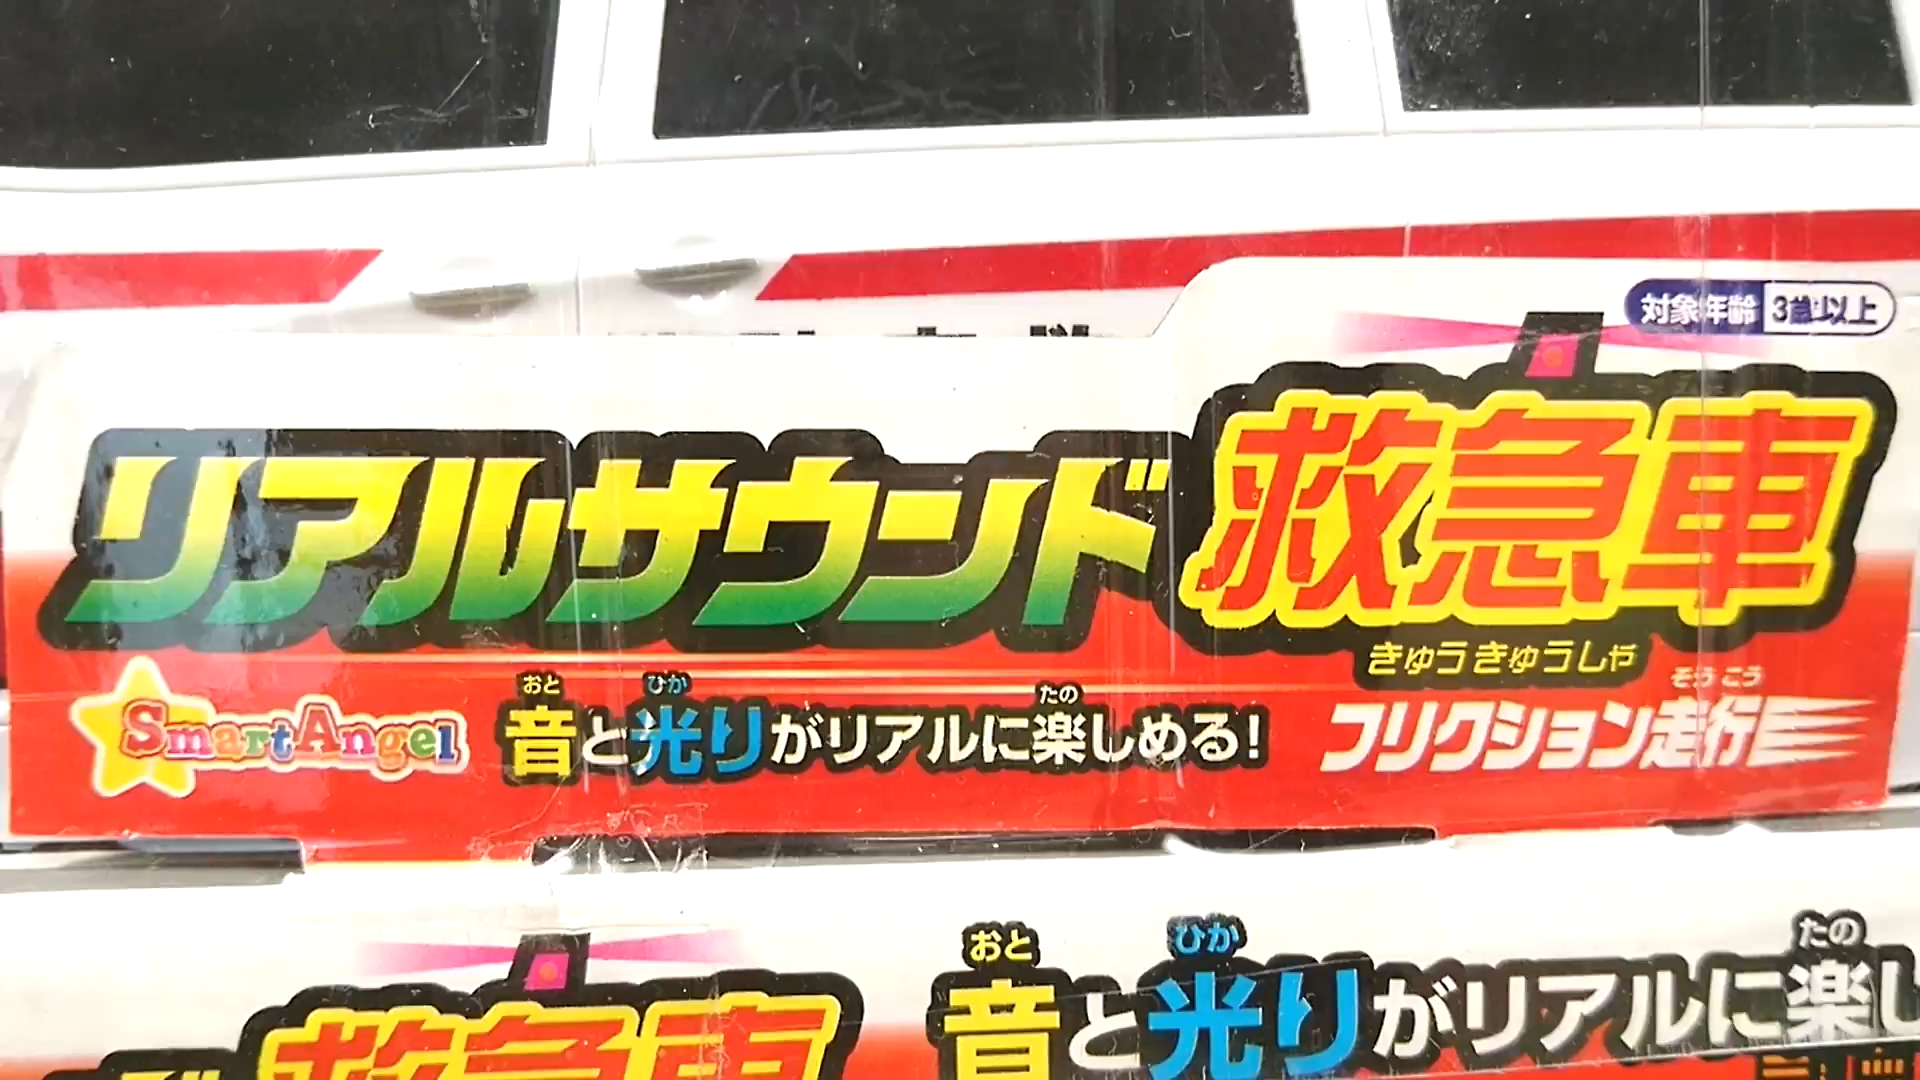 対象年齢 3歳以上
リアルサウンド救急車
きゅうきゅうしゃ
そうこう
フリクション走行
SmartAngel
おと ひか たの
音と光りがリアルに楽しめる!
おと ひか たの
音と光りがリアルに楽し
救急車